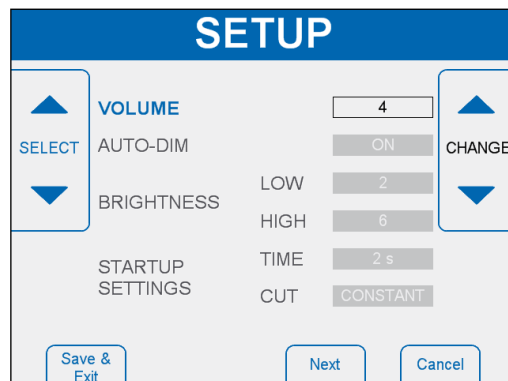 SETUP
SELECT
CHANGE
VOLUME 4
AUTO-DIM ON
BRIGHTNESS
LOW 2
HIGH 6
STARTUP
SETTINGS
TIME 2 s
CUT CONSTANT
Save &
Exit
Next
Cancel